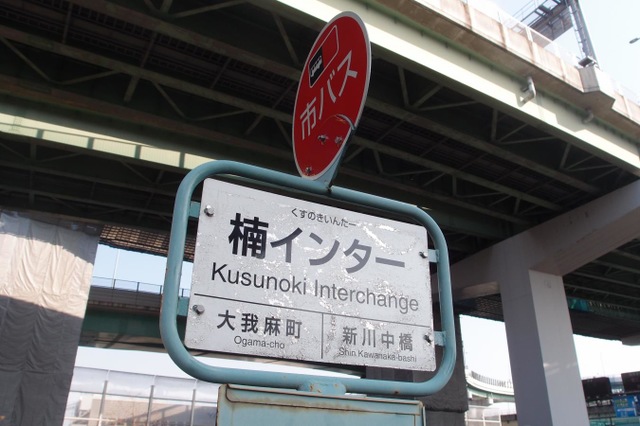 市バス
くすのきいんたー
楠インター
Kusunoki Interchange
大我麻町
Ogama-cho
新川中橋
Shin Kawanaka-bashi